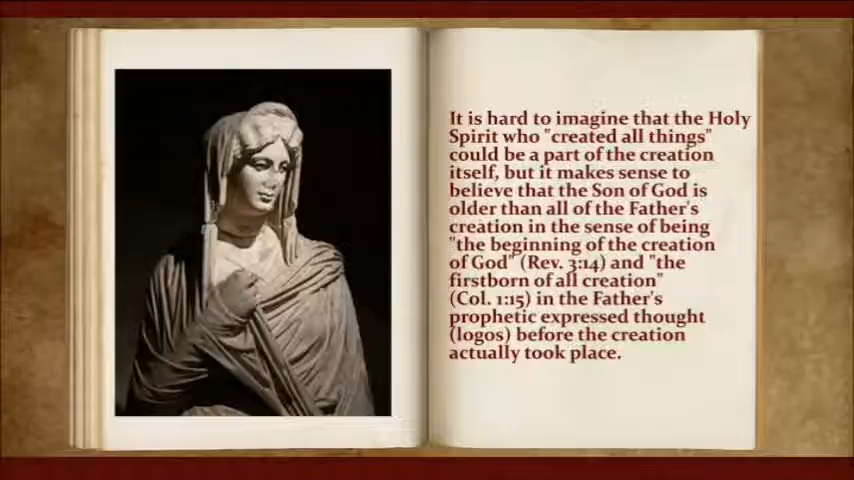 It is hard to imagine that the Holy
Spirit who "created all things"
could be a part of the creation
itself, but it makes sense to
believe that the Son of God is
older than all of the Father's
creation in the sense of being
"the beginning of the creation
of God" (Rev. 3:14) and "the
firstborn of all creation"
(Col. 1:15) in the Father's
prophetic expressed thought
(logos) before the creation
actually took place.